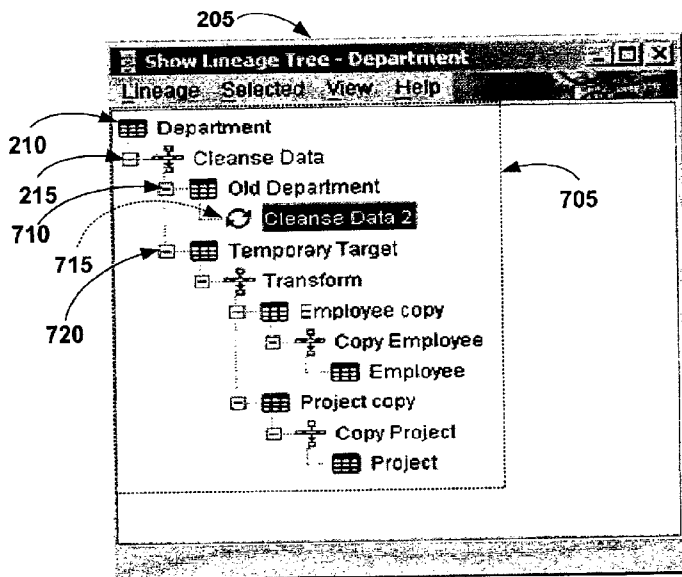 205
Show Lineage Tree - Department
Lineage Selected View Help
210
Department
215
Cleanse Data
710
Old Department
705
715
Cleanse Data 2
720
Temporary Target
Transform
Employee copy
Copy Employee
Employee
Project copy
Copy Project
Project